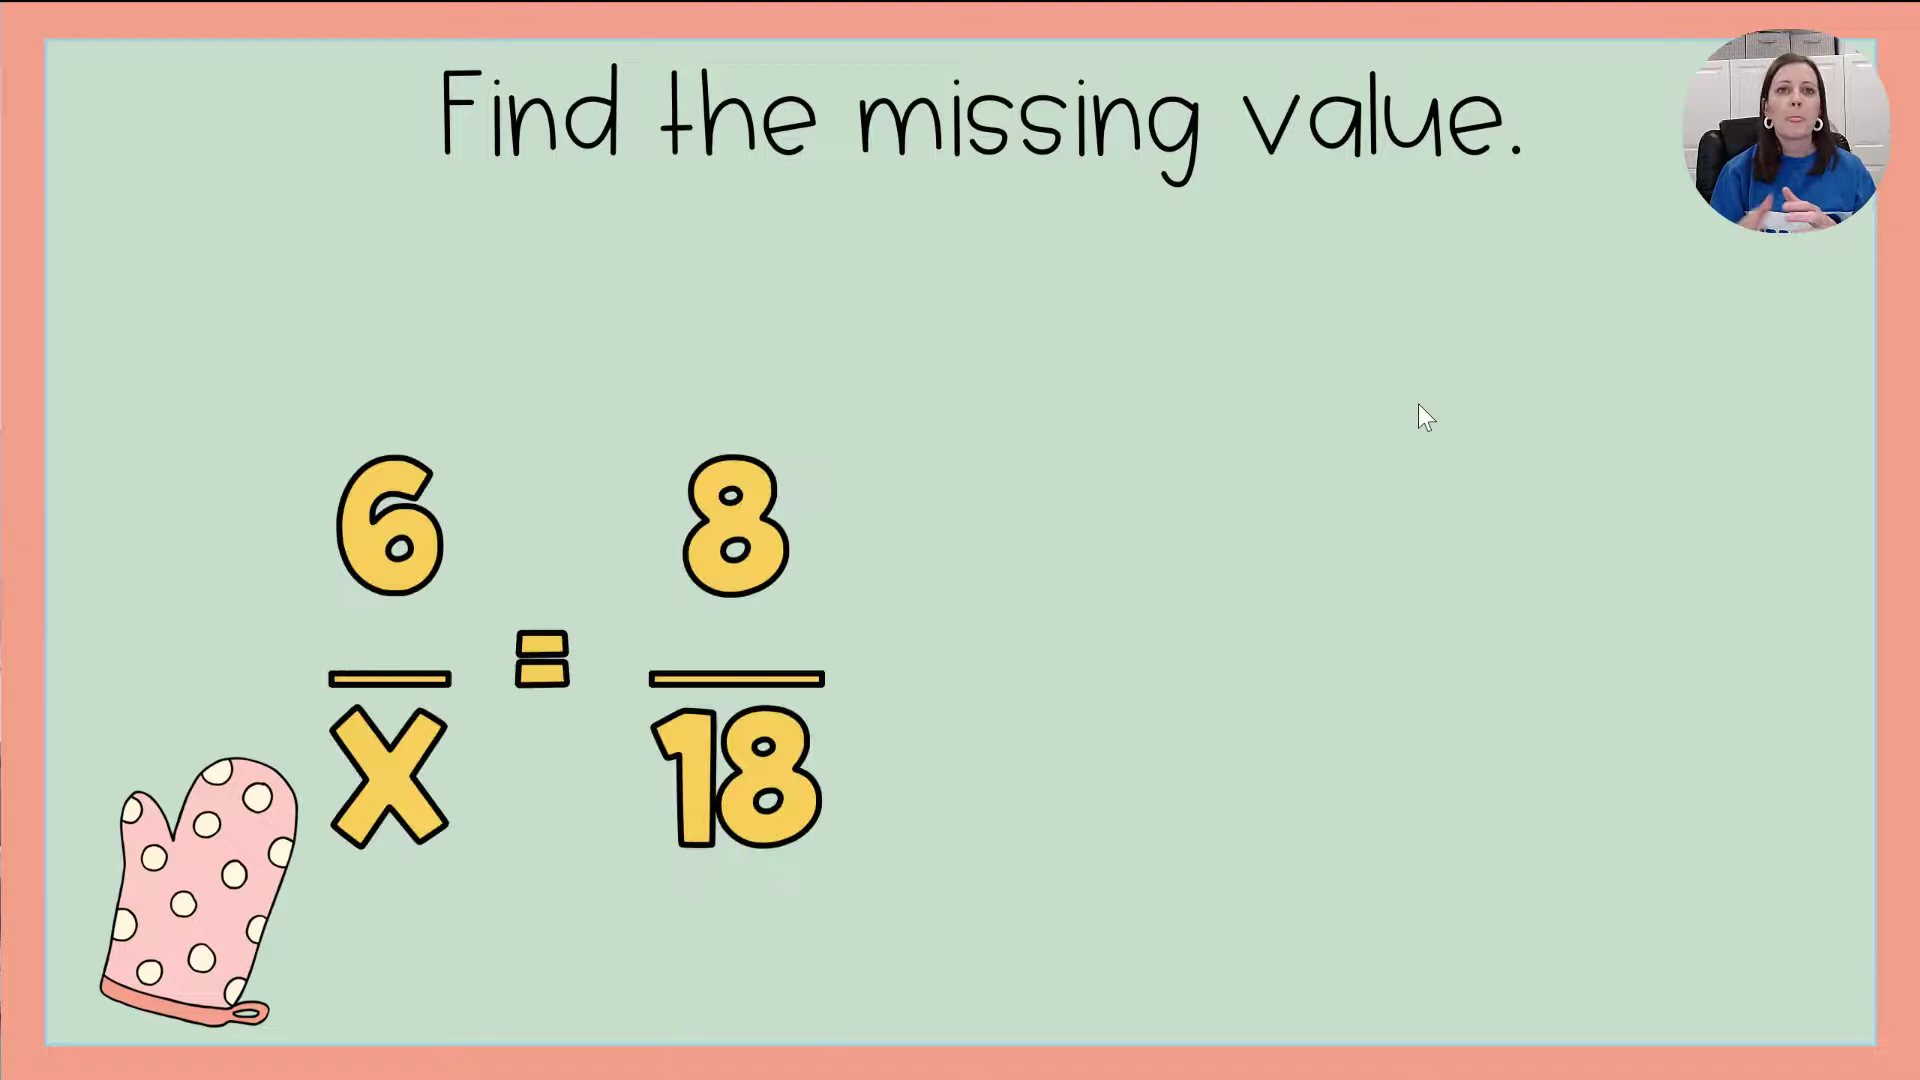 Find the missing value.
6 = 8
X 18